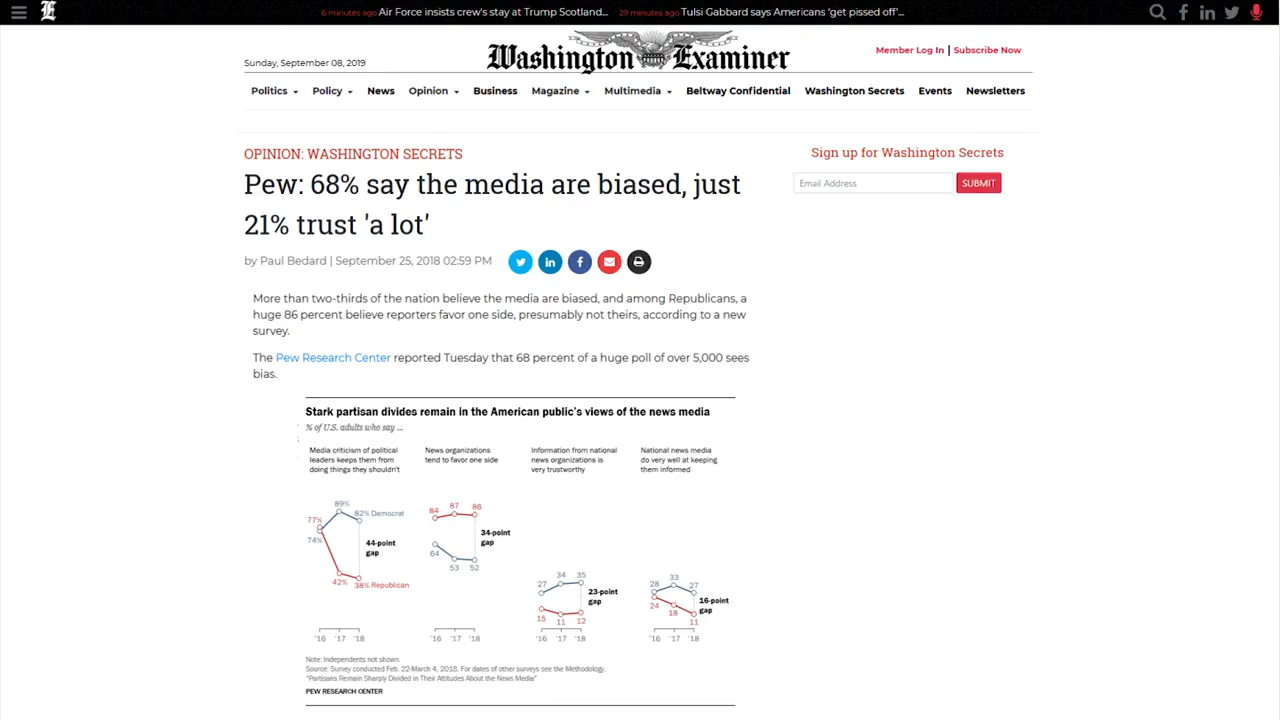 6 minutes ago Air Force insists crew's stay at Trump Scotland... 29 minutes ago Tulsi Gabbard says Americans 'get pissed off'...
Washington Examiner
Member Log In | Subscribe Now
Sunday, September 08, 2019
Politics Policy News Opinion Business Magazine Multimedia Beltway Confidential Washington Secrets Events Newsletters
OPINION: WASHINGTON SECRETS
Pew: 68% say the media are biased, just
21% trust 'a lot'
by Paul Bedard | September 25, 2018 02:59 PM
Sign up for Washington Secrets
Email Address SUBMIT
More than two-thirds of the nation believe the media are biased, and among Republicans, a
huge 86 percent believe reporters favor one side, presumably not theirs, according to a new
survey.
The Pew Research Center reported Tuesday that 68 percent of a huge poll of over 5,000 sees
bias.
Stark partisan divides remain in the American public's views of the news media
% of U.S. adults who say ...
Media criticism of political
leaders keeps them from
doing things they shouldn't
News organizations
tend to favor one side
Information from national
news organizations is
very trustworthy
National news media
do very well at keeping
them informed
89%
82% Democrat
77%
74%
44-point
gap
42%
38% Republican
'16 '17 '18
84 87 86
34-point
gap
64 53 52
'16 '17 '18
27 34 35
23-point
gap
15 11 12
'16 '17 '18
28 33 27
16-point
gap
24 18 11
'16 '17 '18
Note: Independents not shown.
Source: Survey conducted Feb. 22-March 4, 2018. For dates of other surveys see the Methodology.
"Partisans Remain Sharply Divided in Their Attitudes About the News Media"
PEW RESEARCH CENTER